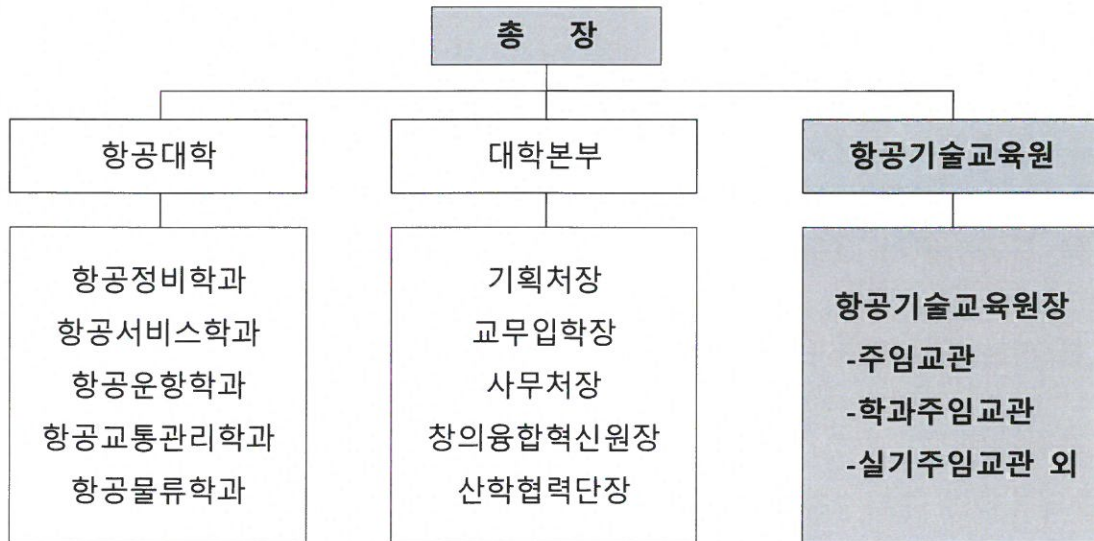 총 장
항공대학
대학본부
항공기술교육원
항공정비학과
항공서비스학과
항공운항학과
항공교통관리학과
항공물류학과
기획처장
교무입학장
사무처장
창의융합혁신원장
산학협력단장
항공기술교육원장
-주임교관
-학과주임교관
-실기주임교관 외